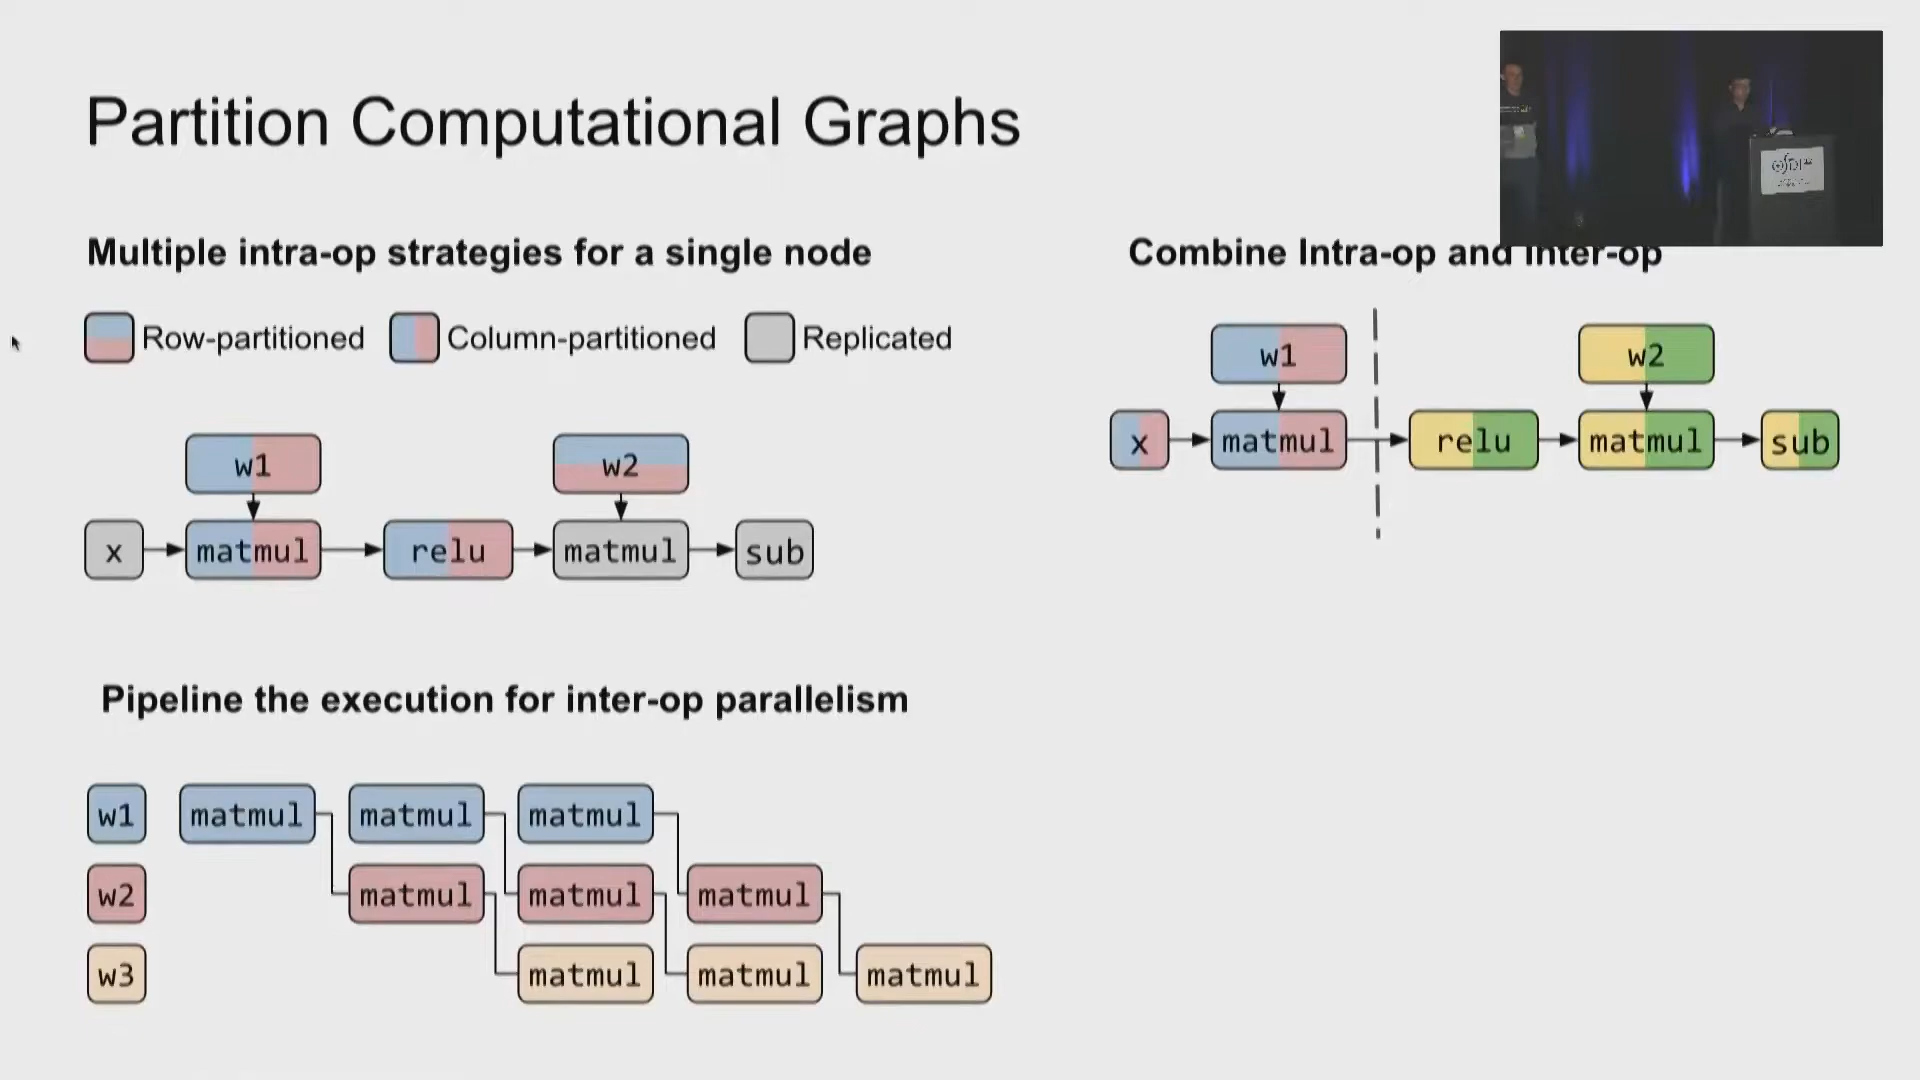 Partition Computational Graphs
Multiple intra-op strategies for a single node
Row-partitioned Column-partitioned Replicated
w1 w2
x matmul relu matmul sub
Pipeline the execution for inter-op parallelism
w1 matmul matmul matmul
w2 matmul matmul matmul
w3 matmul matmul matmul
Combine Intra-op and Inter-op
w1 w2
x matmul relu matmul sub